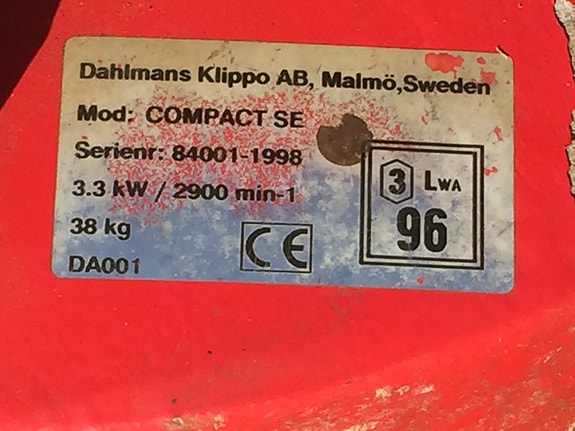 Dahlmans Klippo AB, Malmö,Sweden
Mod: COMPACT SE
Serienr: 84001-1998
3.3 kW / 2900 min-1
38 kg
DA001
CE
3 LWA
96